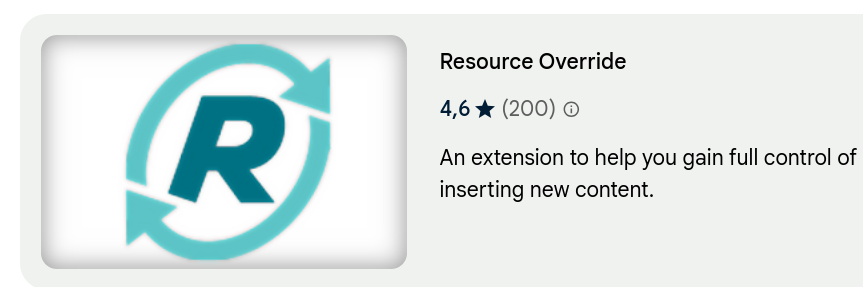 R
Resource Override
4,6 ★ (200)
An extension to help you gain full control of
inserting new content.